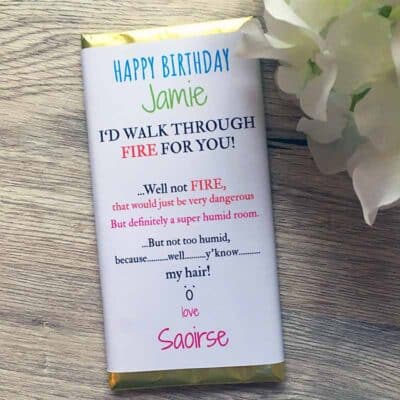 HAPPY BIRTHDAY
Jamie
I'D WALK THROUGH
FIRE FOR YOU!
...Well not FIRE,
that would just be very dangerous
But definitely a super humid room.
...But not too humid,
because..........well........y'know..........
my hair!
love
Saoirse